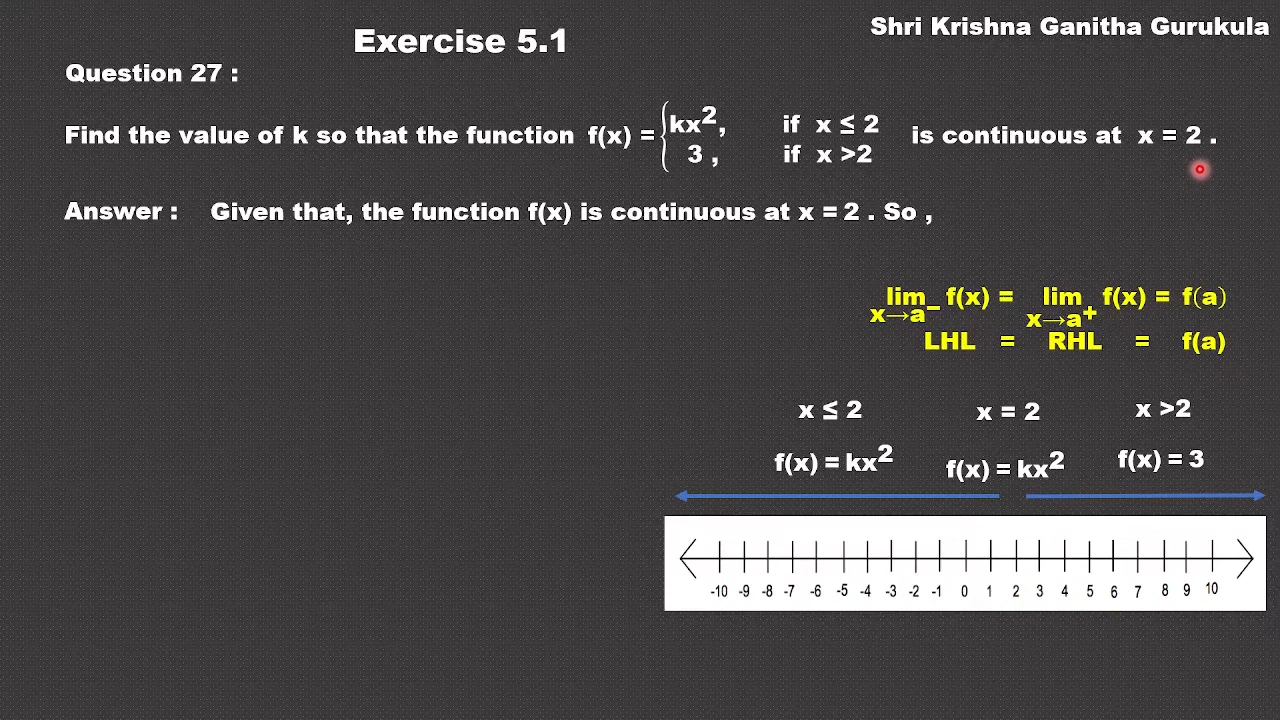 Shri Krishna Ganitha Gurukula
Exercise 5.1
Question 27 :
Find the value of k so that the function f(x) = { kx², if x ≤ 2
3 , if x >2 is continuous at x = 2 .
Answer : Given that, the function f(x) is continuous at x = 2 . So ,
lim f(x) = lim f(x) = f(a)
x→a⁻ x→a⁺
LHL = RHL = f(a)
x ≤ 2 x = 2 x >2
f(x) = kx² f(x) = kx² f(x) = 3
-10 -9 -8 -7 -6 -5 -4 -3 -2 -1 0 1 2 3 4 5 6 7 8 9 10